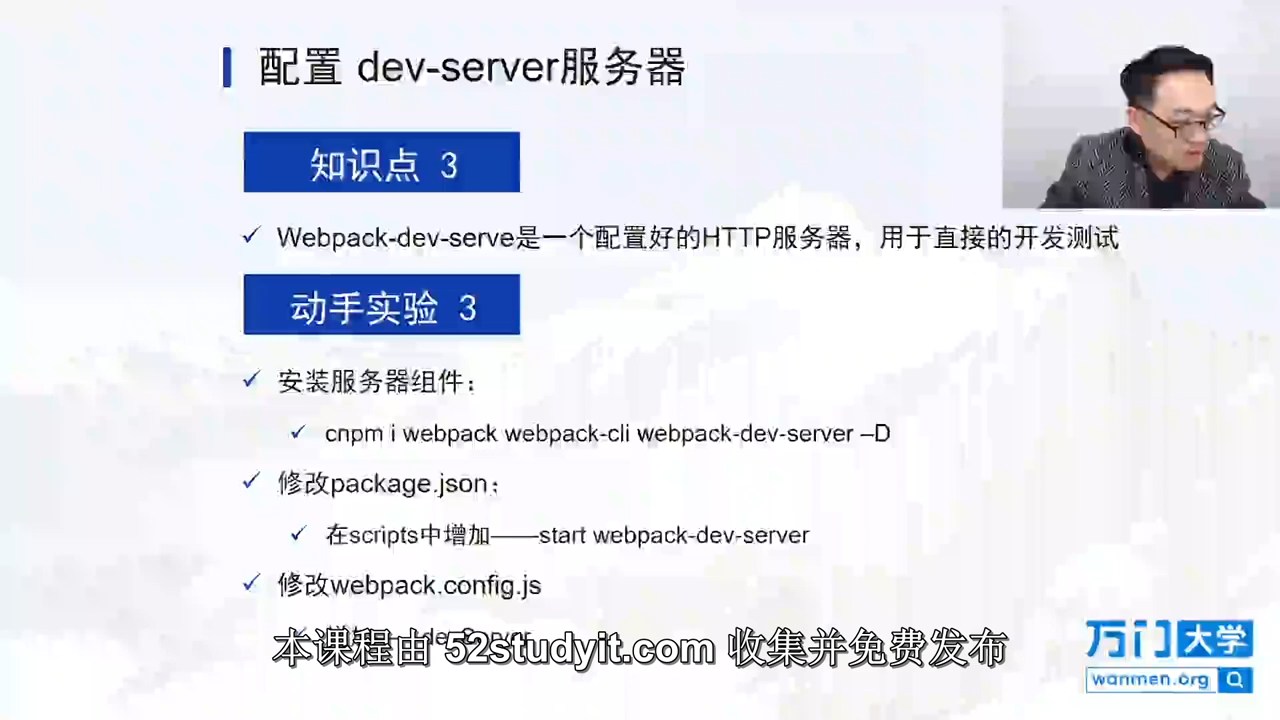 配置 dev-server服务器
知识点 3
Webpack-dev-serve是一个配置好的HTTP服务器，用于直接的开发测试
动手实验 3
安装服务器组件：
cnpm i webpack webpack-cli webpack-dev-server –D
修改package.json：
在scripts中增加——start webpack-dev-server
修改webpack.config.js
本课程由 52studyit.com 收集并免费发布
万门大学
wanmen.org